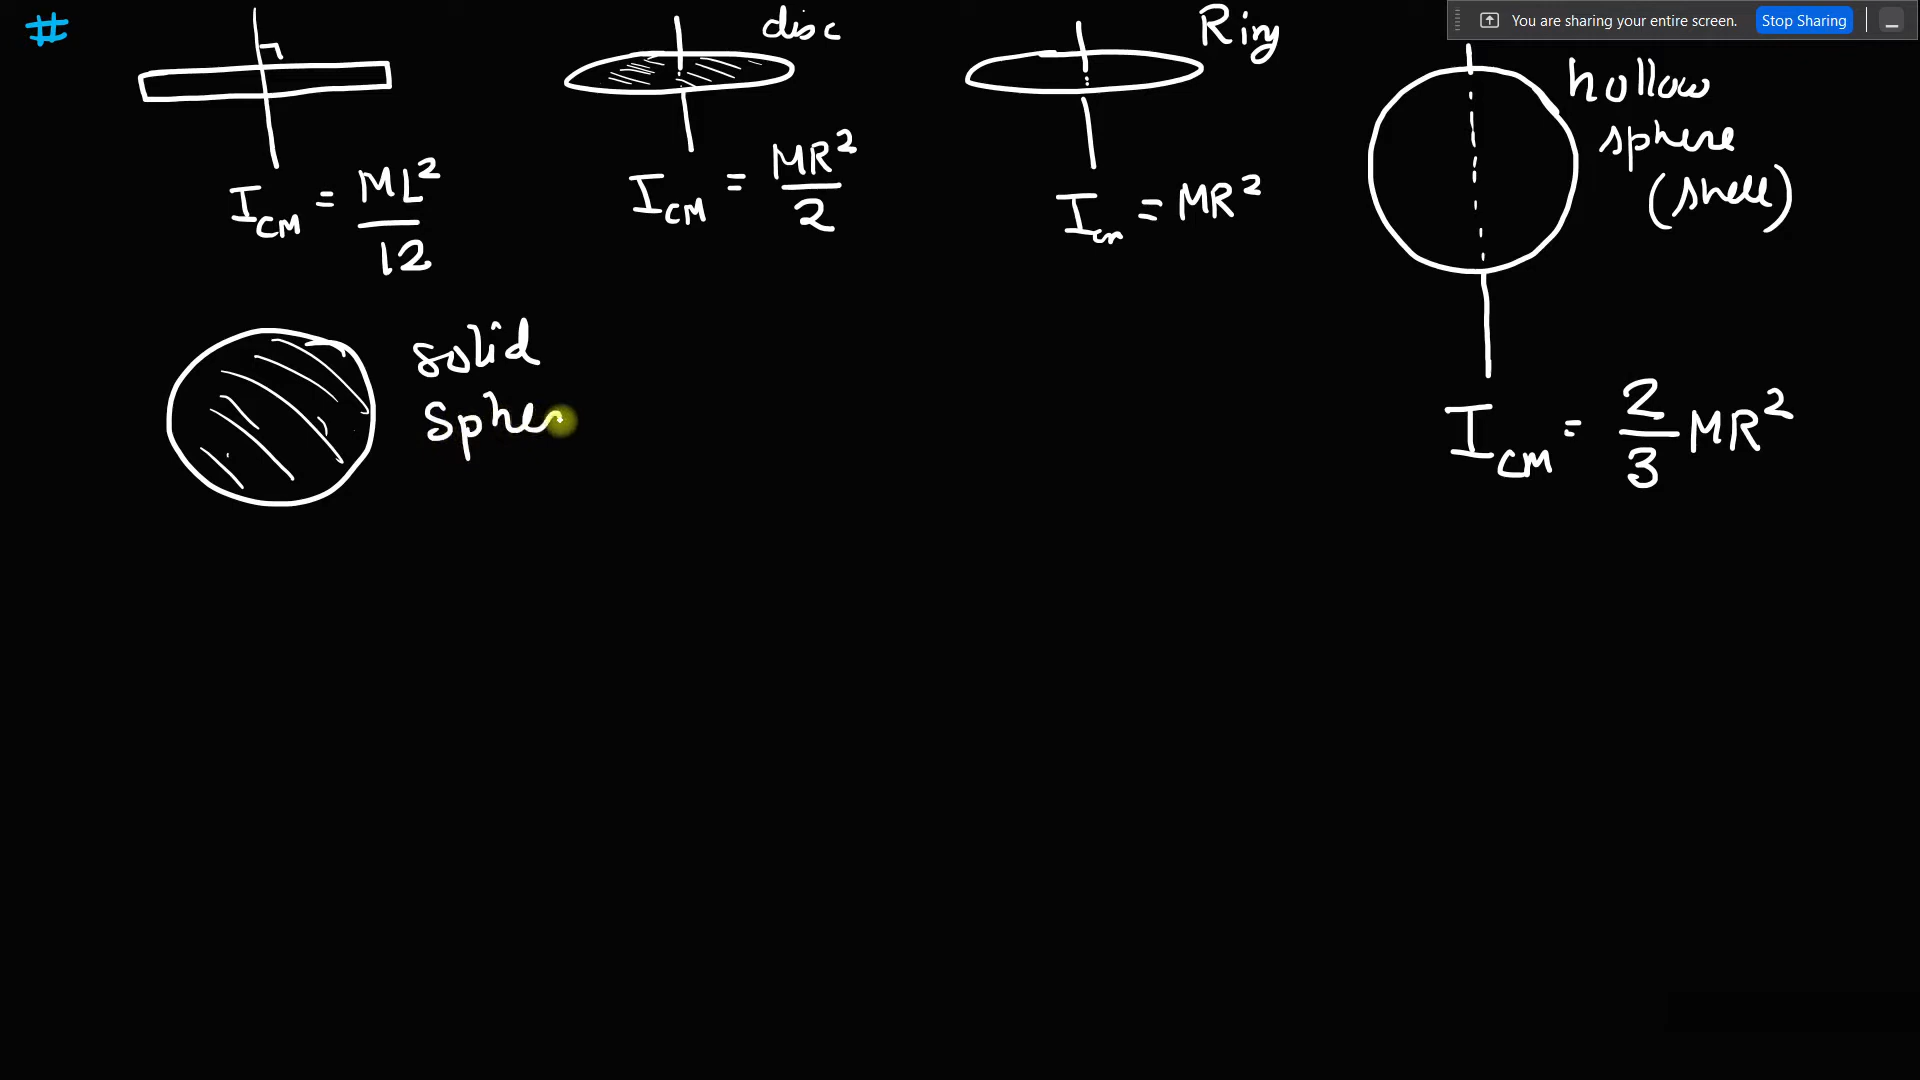 #
disc
Ring
You are sharing your entire screen. Stop Sharing
hollow
sphere
(shell)
I_CM = ML²/12
I_CM = MR²/2
I_cm = MR²
I_CM = 2/3 MR²
solid
Spher